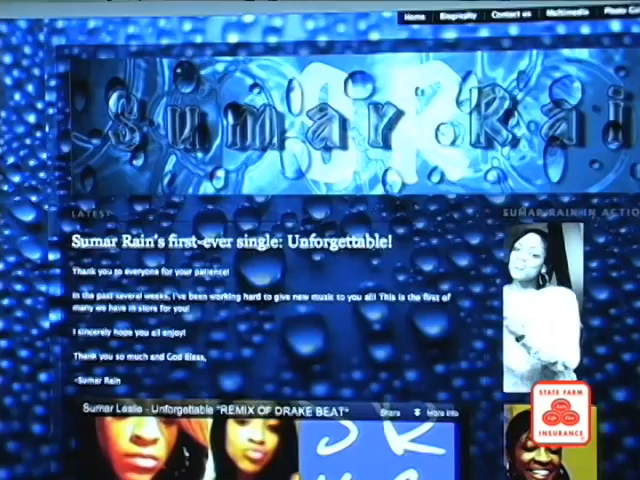 Home Biography Contact us Multimedia
Sumar Rai
SR
LATEST
SUMAR RAIN IN ACTIO
Sumar Rain's first-ever single: Unforgettable!
Thank you to everyone for your patience!
In the past several weeks, I've been working hard to give new music to you all! This is the first of
many we have in store for you!
I sincerely hope you all enjoy!
Thank you so much and God Bless,
-Sumar Rain
Sumar Leslie - Unforgettable "REMIX OF DRAKE BEAT"
Share
More info
STATE FARM
INSURANCE